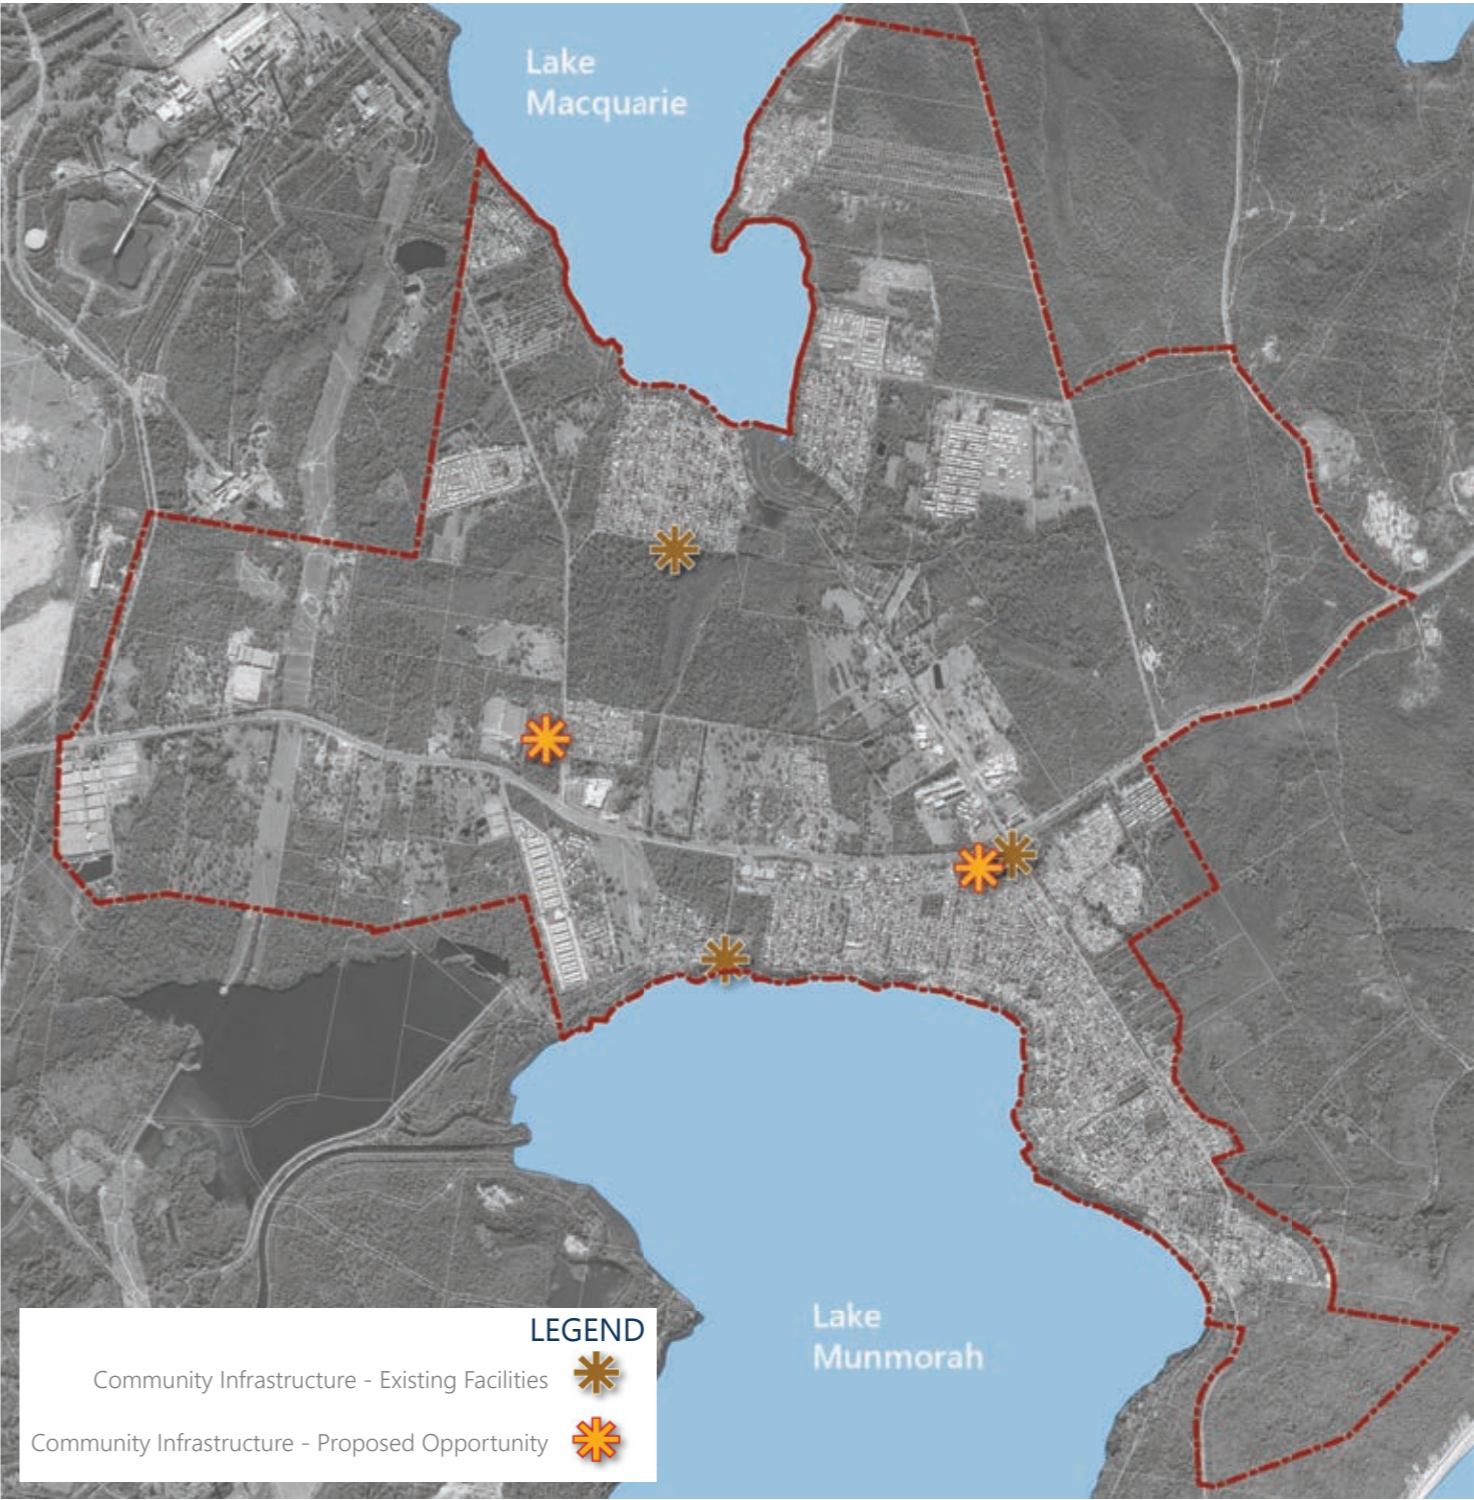 Lake
Macquarie
Lake
Munmorah
LEGEND
Community Infrastructure - Existing Facilities
Community Infrastructure - Proposed Opportunity